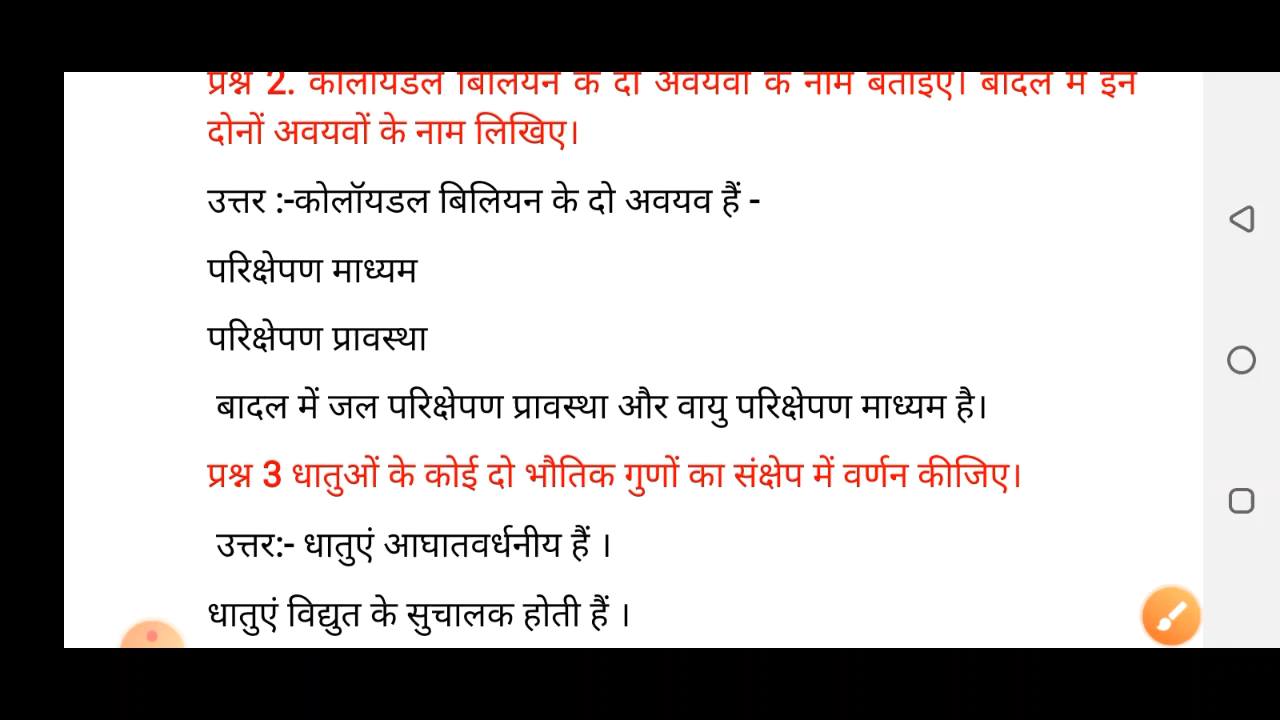 प्रश्न 2. कोलॉयडल बिलियन के दो अवयवों के नाम बताइए। बादल में इन
दोनों अवयवों के नाम लिखिए।
उत्तर :-कोलॉयडल बिलियन के दो अवयव हैं -
परिक्षेपण माध्यम
परिक्षेपण प्रावस्था
बादल में जल परिक्षेपण प्रावस्था और वायु परिक्षेपण माध्यम है।
प्रश्न 3 धातुओं के कोई दो भौतिक गुणों का संक्षेप में वर्णन कीजिए।
उत्तर:- धातुएं आघातवर्धनीय हैं ।
धातुएं विद्युत के सुचालक होती हैं ।